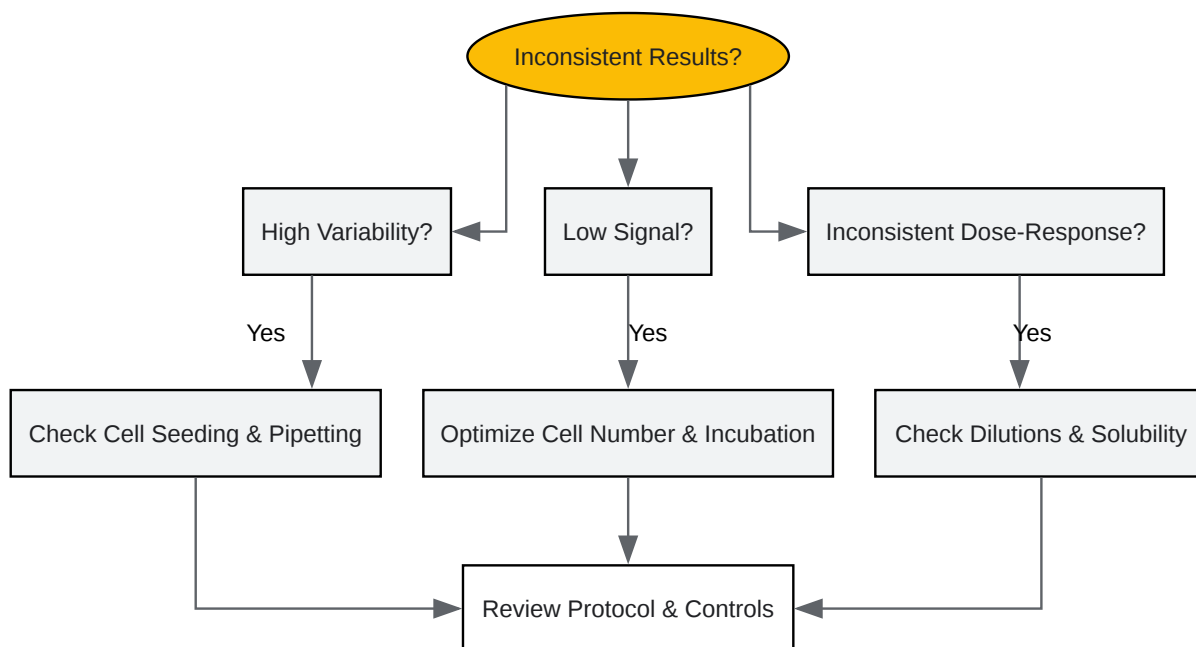 Inconsistent Results?
High Variability?
Low Signal?
Inconsistent Dose-Response?
Yes
Yes
Yes
Check Cell Seeding & Pipetting
Optimize Cell Number & Incubation
Check Dilutions & Solubility
Review Protocol & Controls